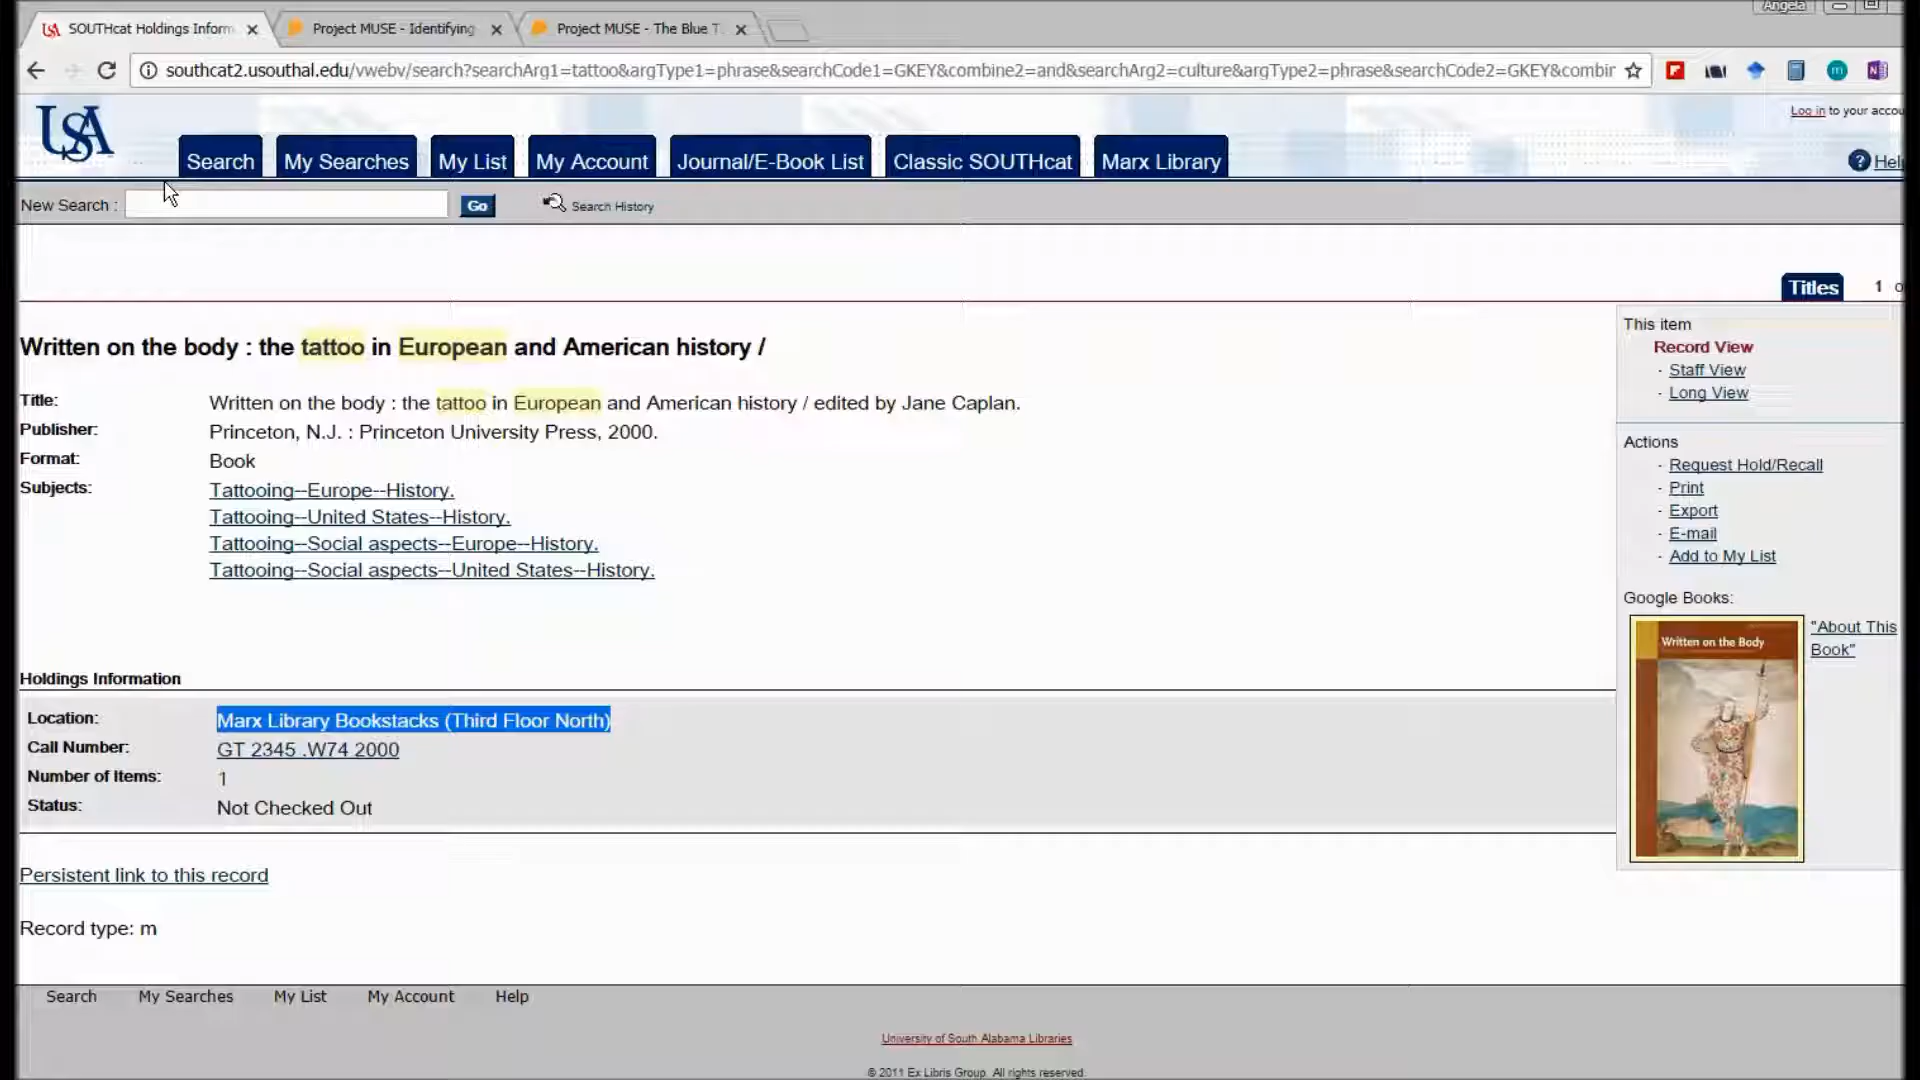 Angela
SOUTHcat Holdings Inform
Project MUSE - Identifying
Project MUSE - The Blue T
southcat2.usouthal.edu/vwebv/search?searchArg1=tattoo&argType1=phrase&searchCode1=GKEY&combine2=and&searchArg2=culture&argType2=phrase&searchCode2=GKEY&combin
Log in to your accou
USA
Search
My Searches
My List
My Account
Journal/E-Book List
Classic SOUTHcat
Marx Library
Help
New Search :
Go
Search History
Titles
1 o
Written on the body : the tattoo in European and American history /
Title: Written on the body : the tattoo in European and American history / edited by Jane Caplan.
Publisher: Princeton, N.J. : Princeton University Press, 2000.
Format: Book
Subjects: Tattooing--Europe--History.
Tattooing--United States--History.
Tattooing--Social aspects--Europe--History.
Tattooing--Social aspects--United States--History.
Holdings Information
Location: Marx Library Bookstacks (Third Floor North)
Call Number: GT 2345 .W74 2000
Number of Items: 1
Status: Not Checked Out
Persistent link to this record
Record type: m
This item
Record View
· Staff View
· Long View
Actions
· Request Hold/Recall
· Print
· Export
· E-mail
· Add to My List
Google Books:
Written on the Body
"About This
Book"
Search My Searches My List My Account Help
University of South Alabama Libraries
© 2011 Ex Libris Group. All rights reserved.